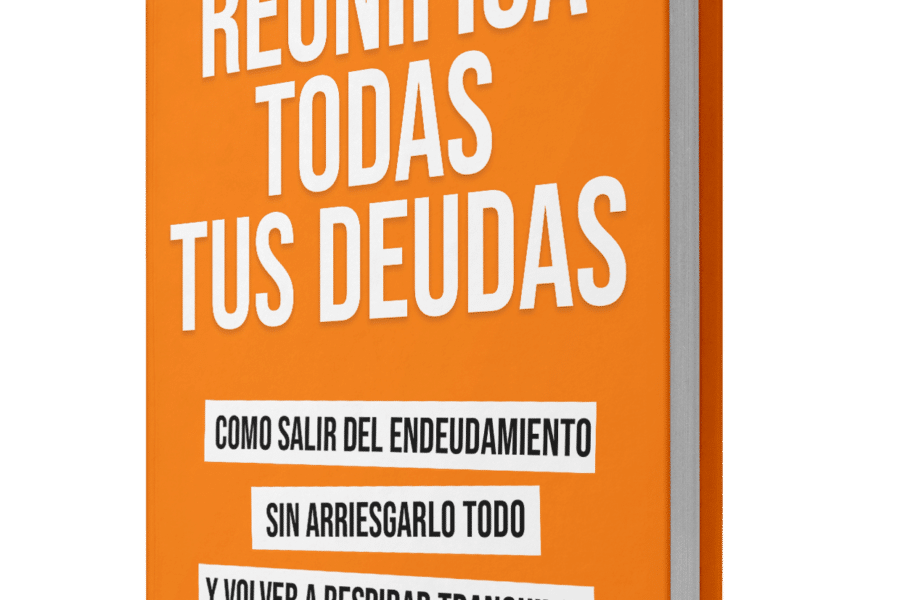 REUNIFICA
TODAS
TUS DEUDAS
COMO SALIR DEL ENDEUDAMIENTO
SIN ARRIESGARLO TODO
Y VOLVER A RESPIRAR